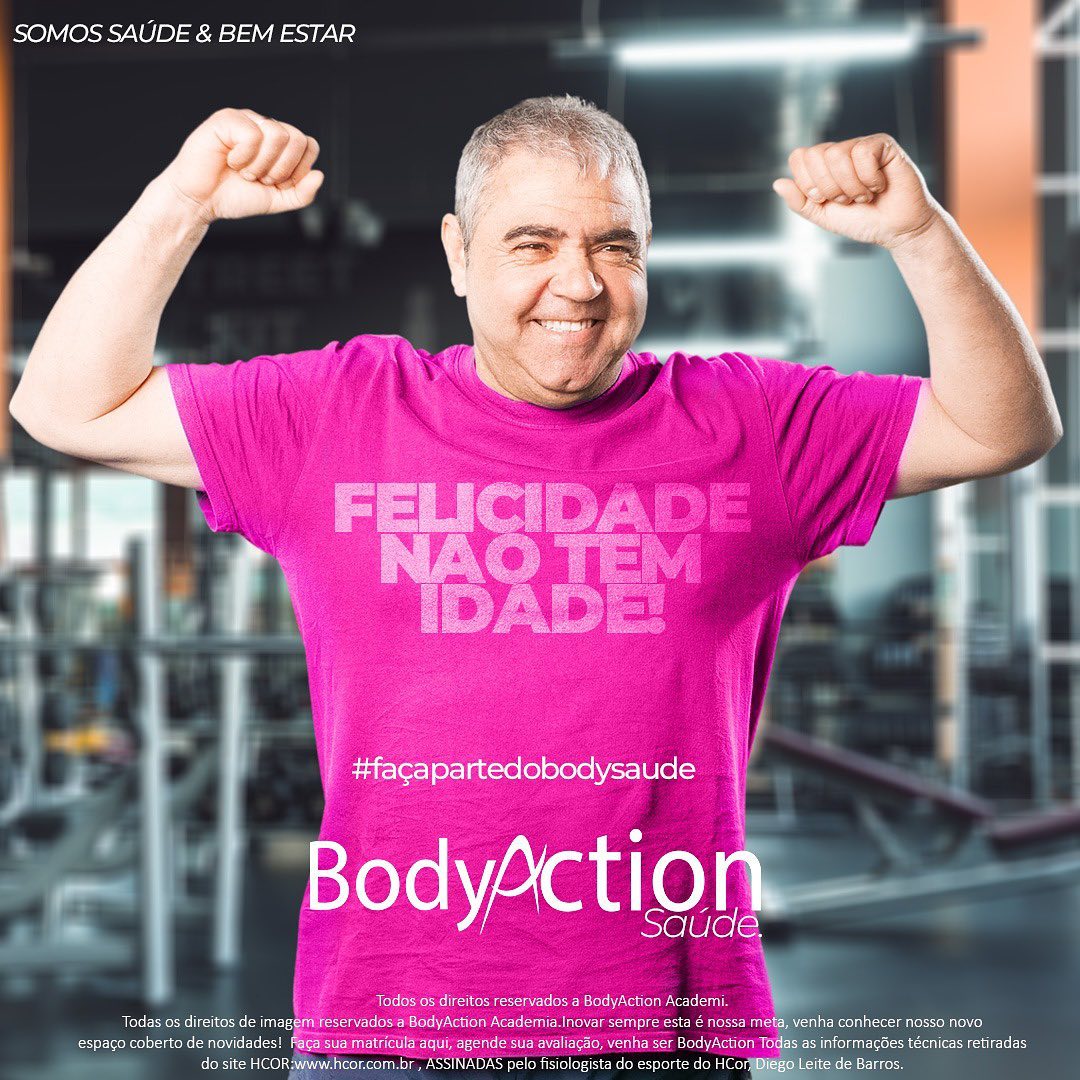 SOMOS SAÚDE & BEM ESTAR
FELICIDADE
NAO TEM
IDADE!
#façapartedobodysaude
BodyAction
Saúde.
Todos os direitos reservados a BodyAction Academi.
Todas os direitos de imagem reservados a BodyAction Academia.Inovar sempre esta é nossa meta, venha conhecer nosso novo
espaço coberto de novidades! Faça sua matrícula aqui, agende sua avaliação, venha ser BodyAction Todas as informações técnicas retiradas
do site HCOR:www.hcor.com.br , ASSINADAS pelo fisiologista do esporte do HCor, Diego Leite de Barros.